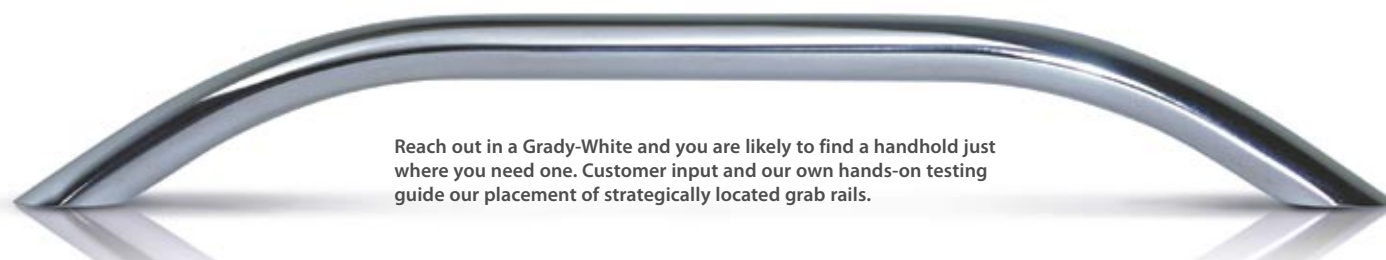 Reach out in a Grady-White and you are likely to find a handhold just
where you need one. Customer input and our own hands-on testing
guide our placement of strategically located grab rails.